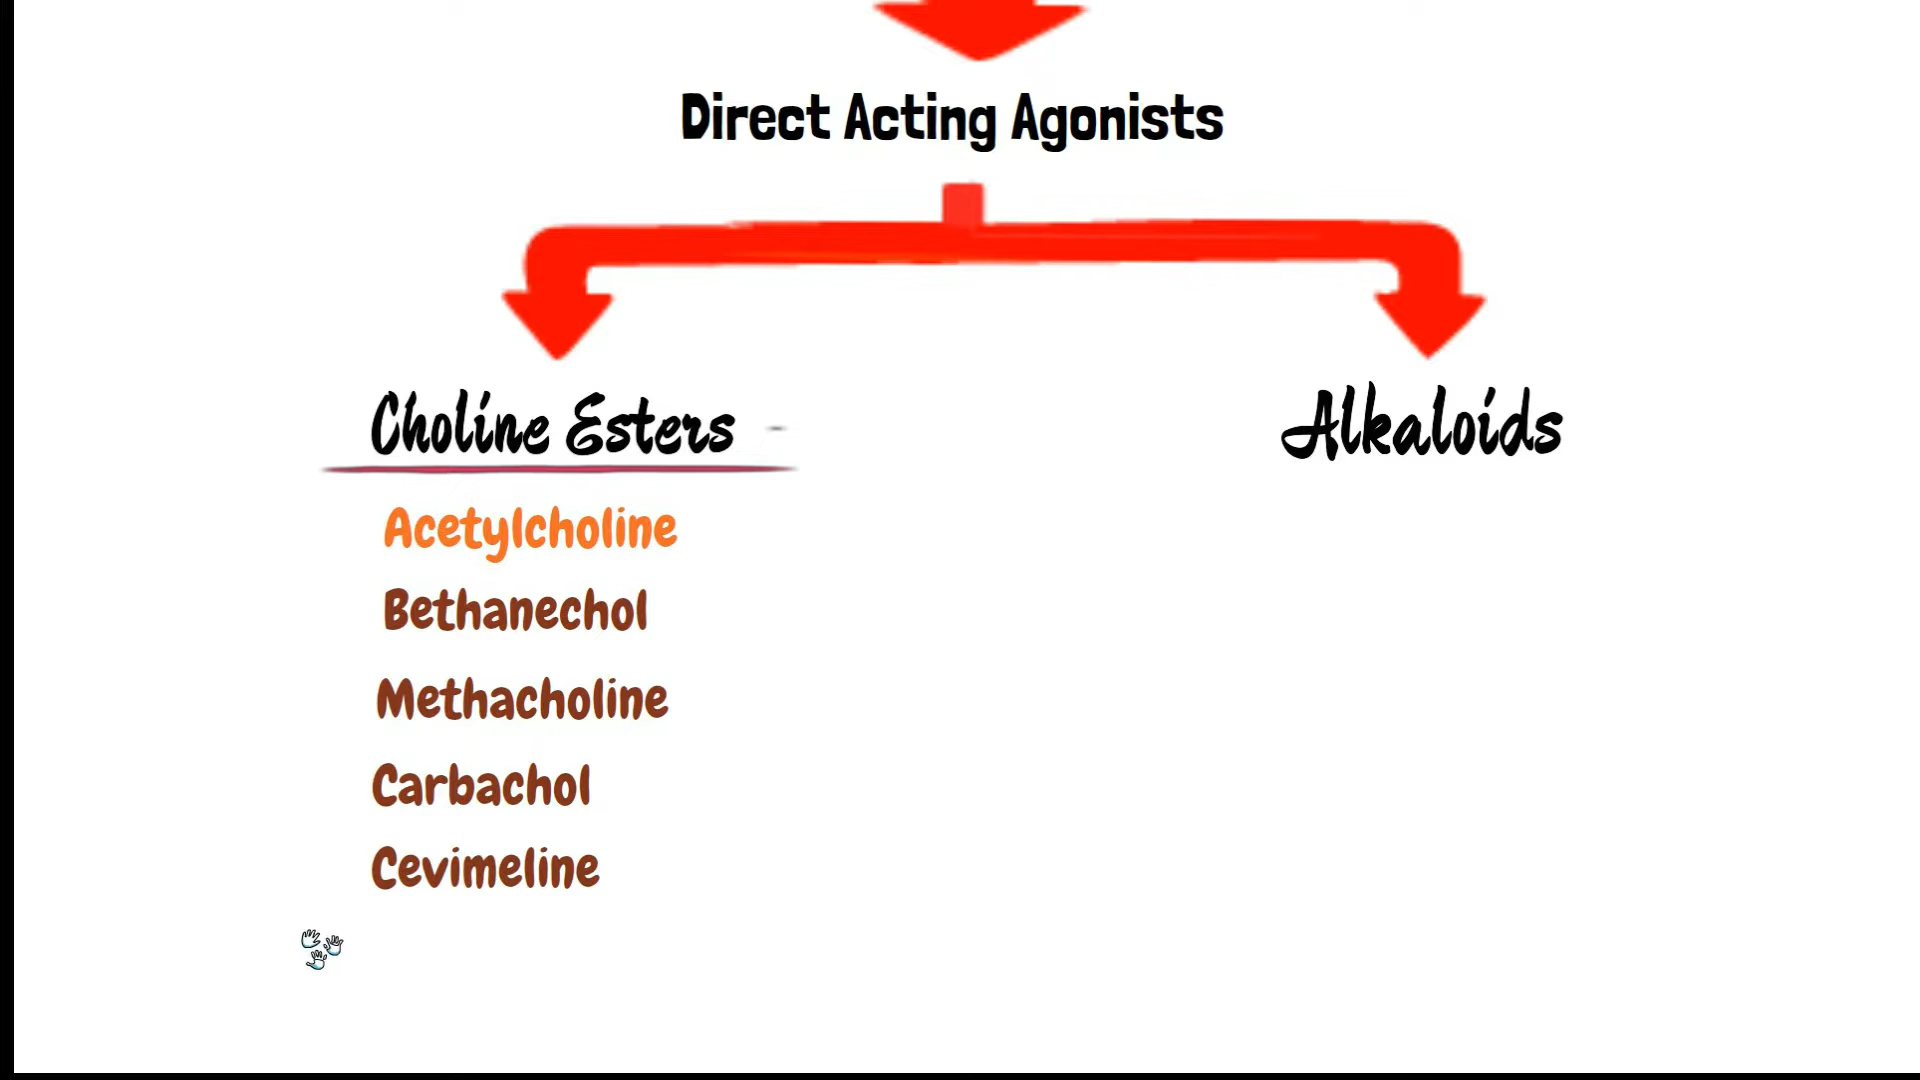 Direct Acting Agonists
Choline Esters -
Alkaloids
Acetylcholine
Bethanechol
Methacholine
Carbachol
Cevimeline